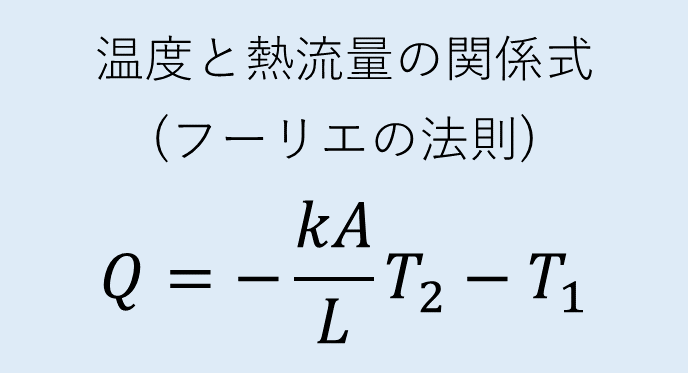 温度と熱流量の関係式
(フーリエの法則)
Q = −kA/L T₂ − T₁